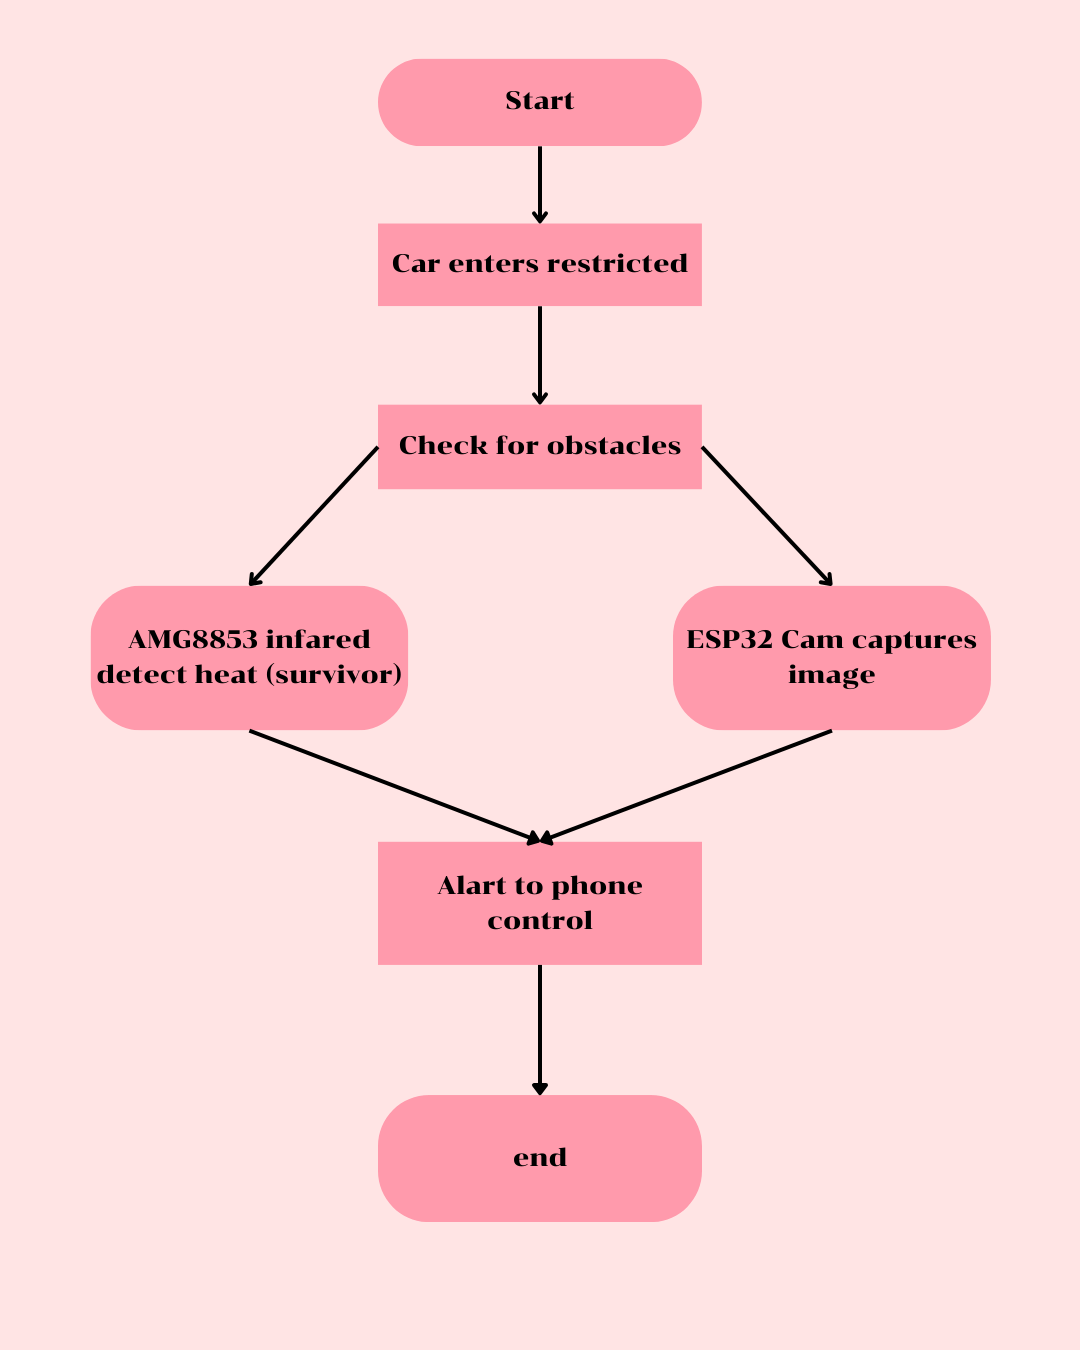 Start
Car enters restricted
Check for obstacles
AMG8853 infared
detect heat (survivor)
ESP32 Cam captures
image
Alart to phone
control
end